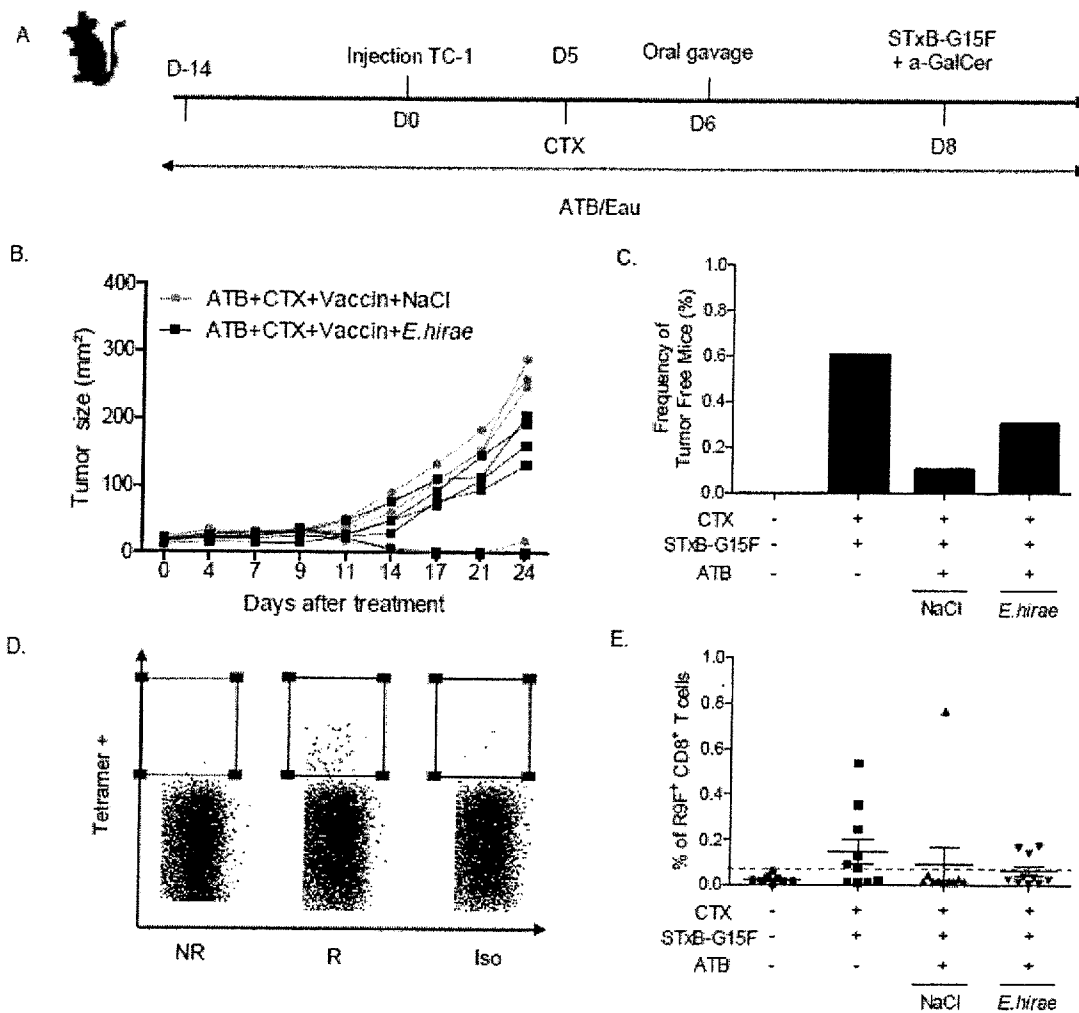 A
D-14
Injection TC-1
D5
Oral gavage
STxB-G15F
+ a-GalCer
D0
CTX
D6
D8
ATB/Eau
B.
400
300
200
100
0
Tumor size (mm²)
ATB+CTX+Vaccin+NaCl
ATB+CTX+Vaccin+E.hirae
0 4 7 9 11 14 17 21 24
Days after treatment
C.
Frequency of
Tumor Free Mice (%)
1.0
0.8
0.6
0.4
0.2
0.0
CTX - + + +
STxB-G15F - + + +
ATB - - + +
NaCl E.hirae
D.
Tetramer +
NR R Iso
E.
% of R9F⁺ CD8⁺ T cells
1.0
0.8
0.6
0.4
0.2
0.0
CTX - + + +
STxB-G15F - + + +
ATB - - + +
NaCl E.hirae